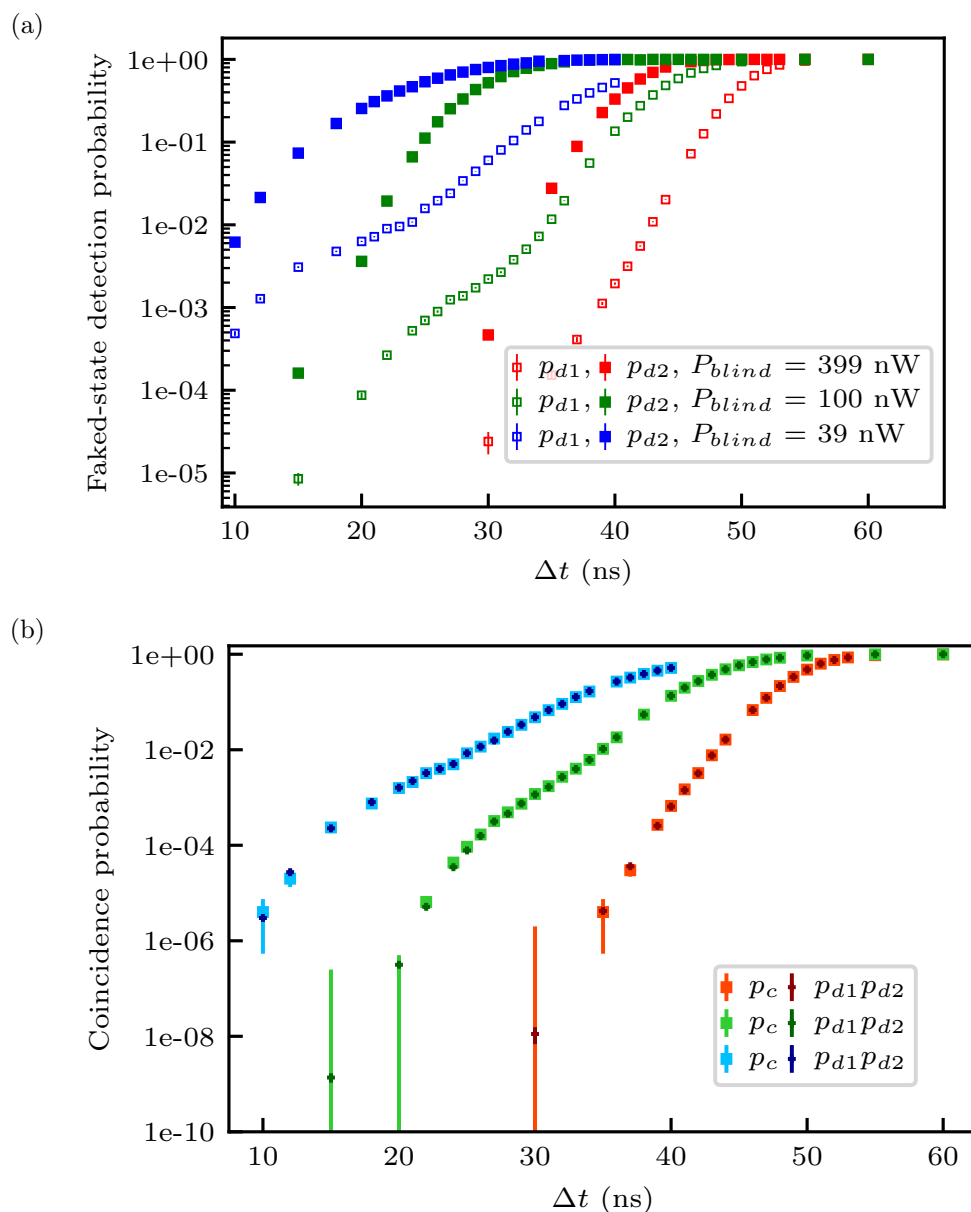 (a)
Faked-state detection probability
1e+00
1e-01
1e-02
1e-03
1e-04
1e-05
p_{d1}, p_{d2}, P_{blind} = 399 nW
p_{d1}, p_{d2}, P_{blind} = 100 nW
p_{d1}, p_{d2}, P_{blind} = 39 nW
10 20 30 40 50 60
Δt (ns)
(b)
Coincidence probability
1e+00
1e-02
1e-04
1e-06
1e-08
1e-10
p_c p_{d1}p_{d2}
p_c p_{d1}p_{d2}
p_c p_{d1}p_{d2}
10 20 30 40 50 60
Δt (ns)